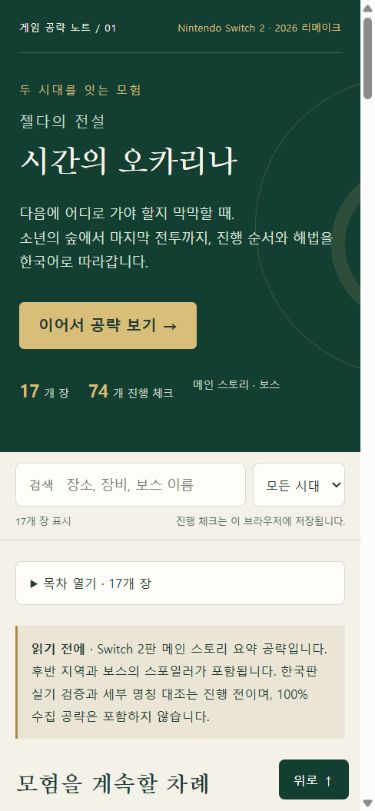 게임 공략 노트 / 01
Nintendo Switch 2 · 2026 리메이크
두 시대를 잇는 모험
젤다의 전설
시간의 오카리나
다음에 어디로 가야 할지 막막할 때.
소년의 숲에서 마지막 전투까지, 진행 순서와 해법을
한국어로 따라갑니다.
이어서 공략 보기 →
17 개 장 74 개 진행 체크 메인 스토리 · 보스
검색 장소, 장비, 보스 이름
모든 시대
17개 장 표시
진행 체크는 이 브라우저에 저장됩니다.
▶ 목차 열기 · 17개 장
읽기 전에 · Switch 2판 메인 스토리 요약 공략입니다.
후반 지역과 보스의 스포일러가 포함됩니다. 한국판
실기 검증과 세부 명칭 대조는 진행 전이며, 100%
수집 공략은 포함하지 않습니다.
모험을 계속할 차례
위로 ↑